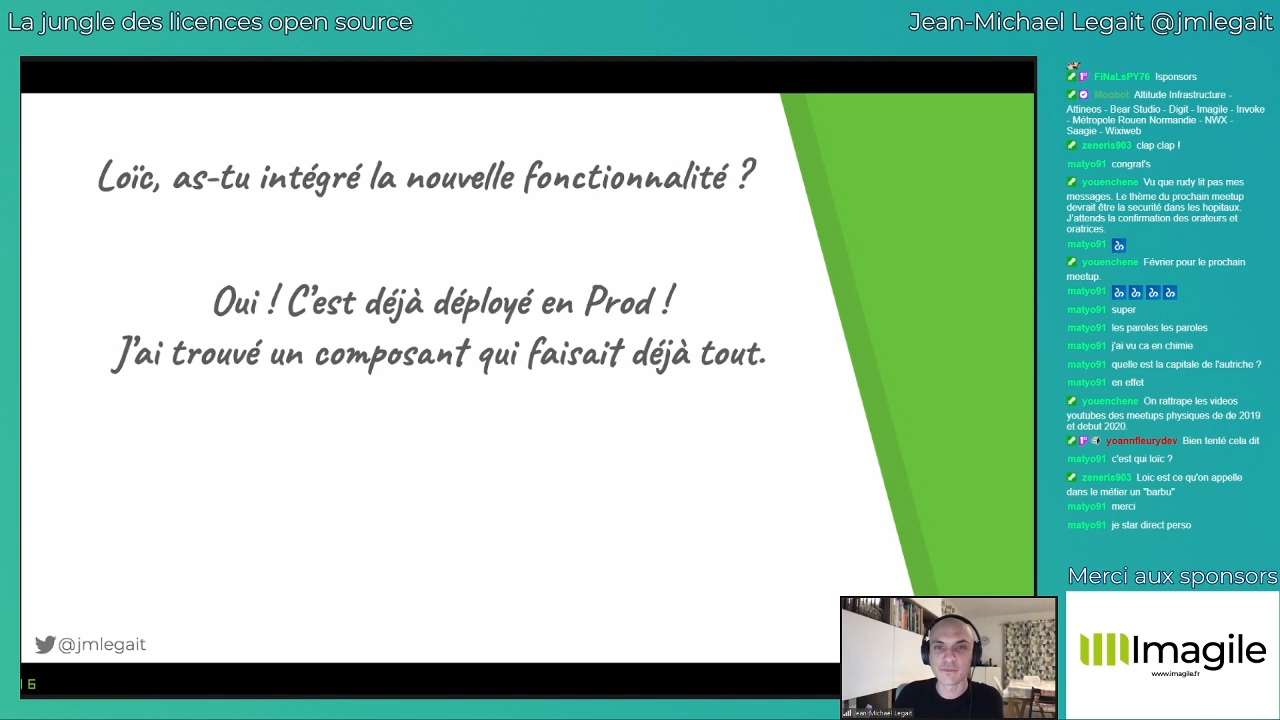 La jungle des licences open source
Jean-Michael Legait @jmlegait
Loïc, as-tu intégré la nouvelle fonctionnalité ?
Oui ! C'est déjà déployé en Prod !
J'ai trouvé un composant qui faisait déjà tout.
@jmlegait
16
Jean-Michael Legait
FiNaLsPY76 !sponsors
Moobot Altitude Infrastructure -
Attineos - Bear Studio - Digit - Imagile - Invoke
- Métropole Rouen Normandie - NWX -
Saagie - Wixiweb
zeneris903 clap clap !
matyo91 congrat's
youenchene Vu que rudy lit pas mes
messages. Le thème du prochain meetup
devrait être la securité dans les hopitaux.
J'attends la confirmation des orateurs et
oratrices.
matyo91
youenchene Février pour le prochain
meetup.
matyo91
matyo91 super
matyo91 les paroles les paroles
matyo91 j'ai vu ca en chimie
matyo91 quelle est la capitale de l'autriche ?
matyo91 en effet
youenchene On rattrape les videos
youtubes des meetups physiques de de 2019
et debut 2020.
yoannfleurydev Bien tenté cela dit
matyo91 c'est qui loïc ?
zeneris903 Loic est ce qu'on appelle
dans le métier un "barbu"
matyo91 merci
matyo91 je star direct perso
Merci aux sponsors
Imagile
www.imagile.fr